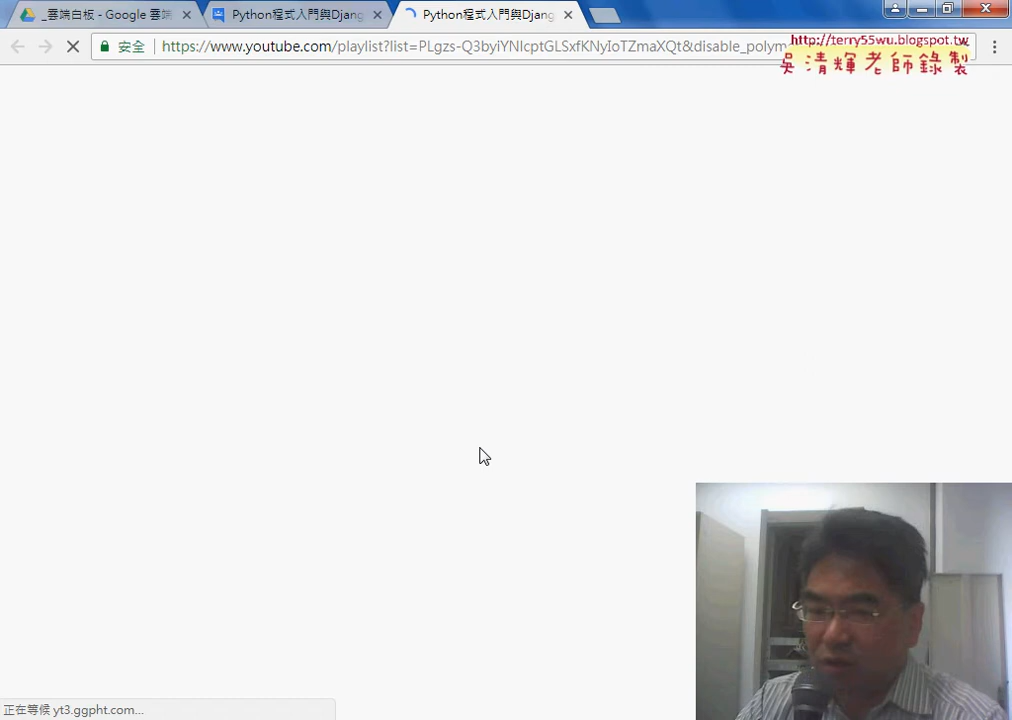 _雲端白板 - Google 雲端
Python程式入門與Djang
Python程式入門與Djang
安全
https://www.youtube.com/playlist?list=PLgzs-Q3byiYNlcptGLSxfKNyIoTZmaXQt&disable_polym
http://terry55wu.blogspot.tw
吳清輝老師錄製
正在等候 yt3.ggpht.com...